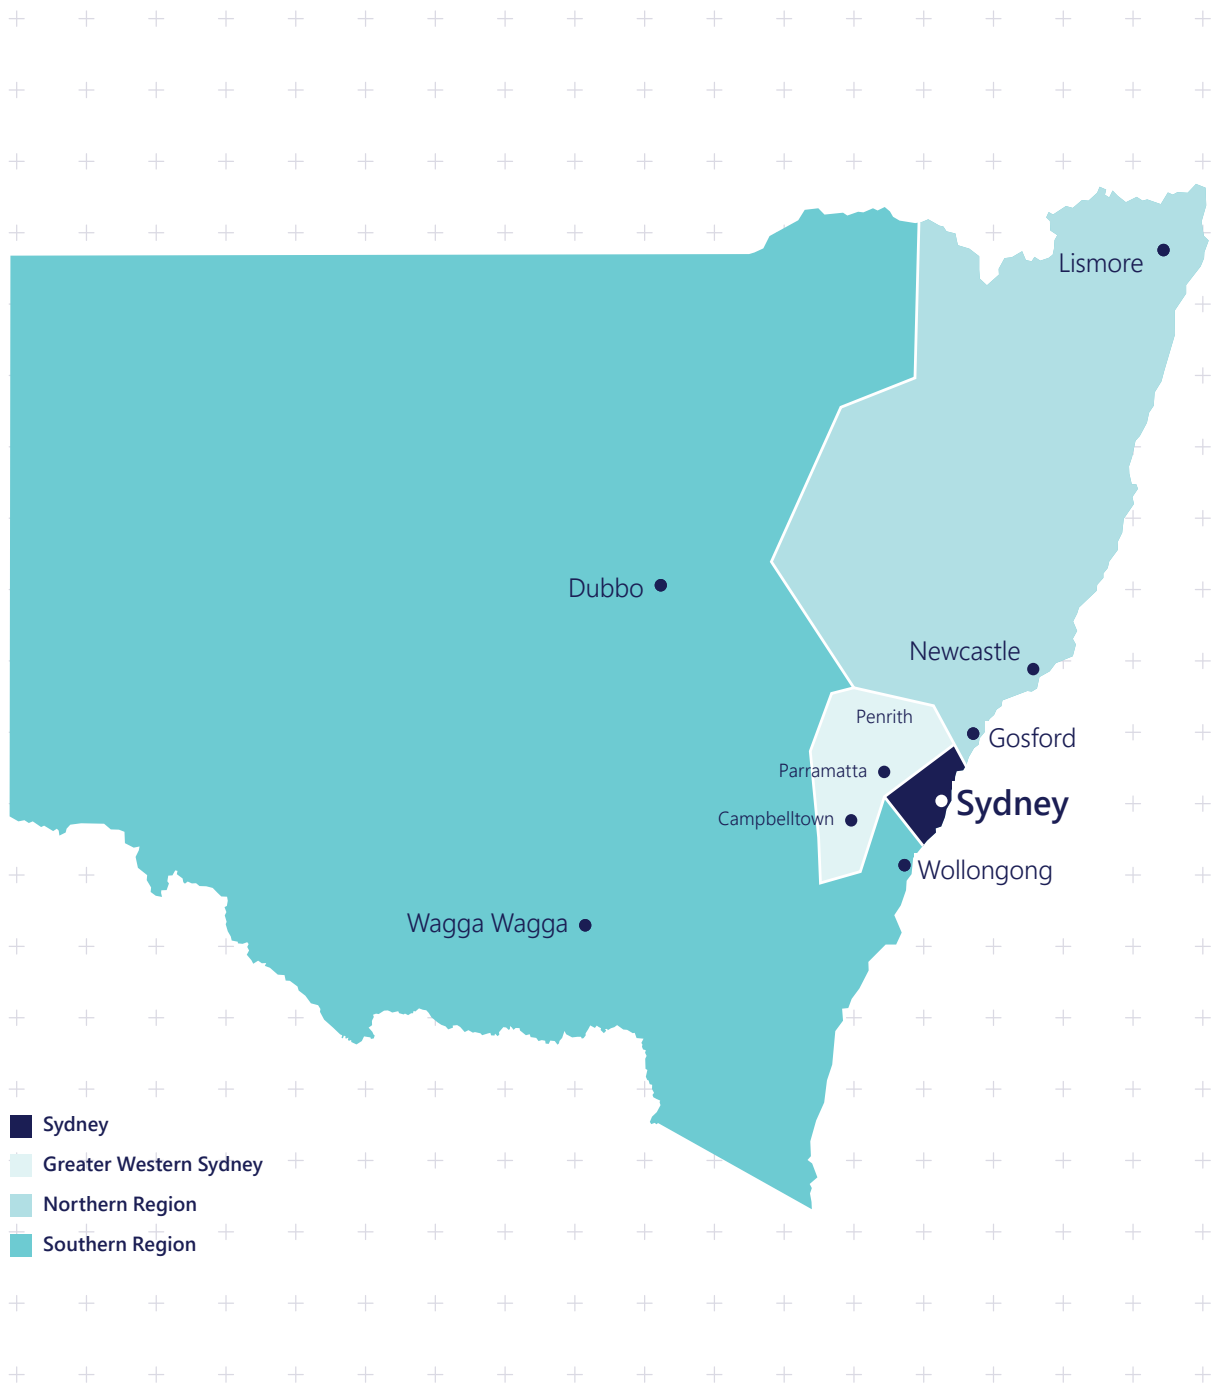 Lismore
Dubbo
Newcastle
Penrith
Gosford
Parramatta
Sydney
Campbelltown
Wollongong
Wagga Wagga
Sydney
Greater Western Sydney
Northern Region
Southern Region